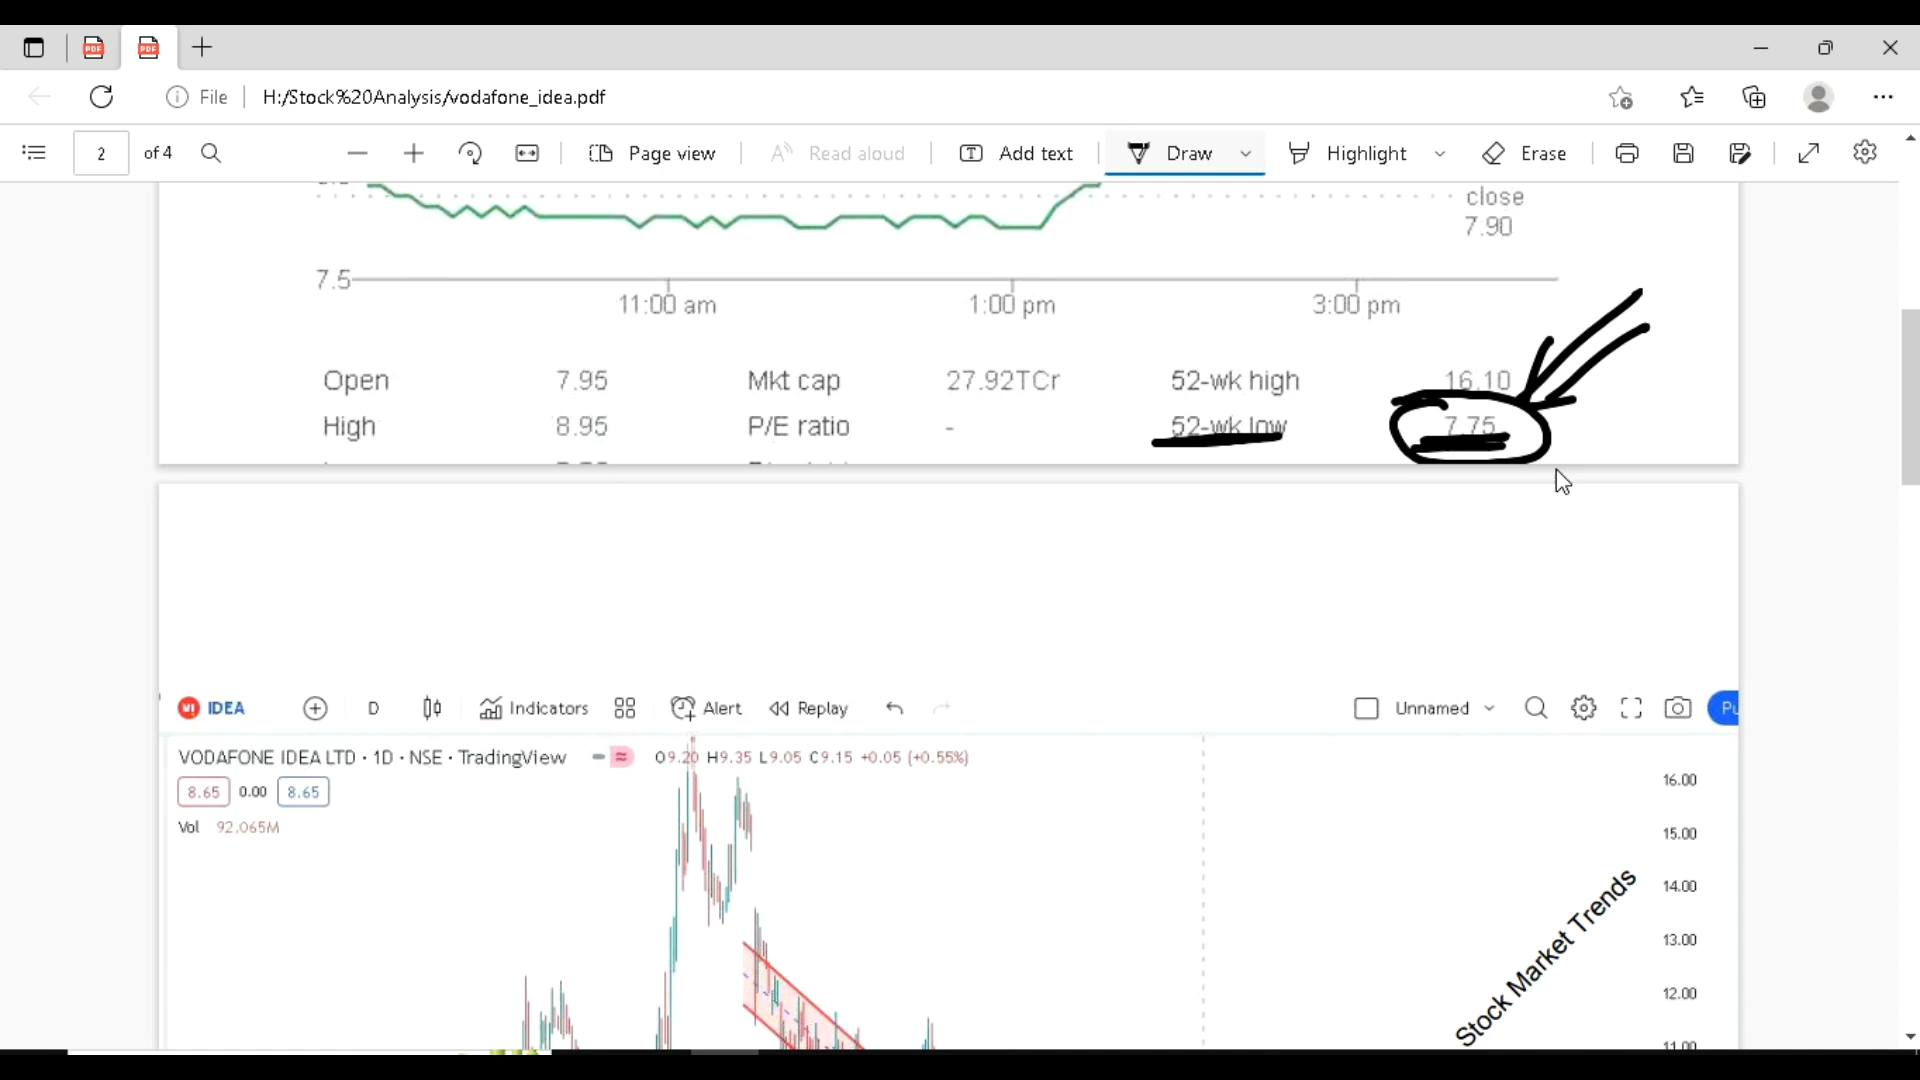 File H:/Stock%20Analysis/vodafone_idea.pdf
2 of 4 Page view Read aloud Add text Draw Highlight Erase
close
7.90
7.5
11:00 am 1:00 pm 3:00 pm
Open 7.95 Mkt cap 27.92TCr 52-wk high 16.10
High 8.95 P/E ratio - 52-wk low 7.75
IDEA D Indicators Alert Replay Unnamed
VODAFONE IDEA LTD · 1D · NSE · TradingView O9.20 H9.35 L9.05 C9.15 +0.05 (+0.55%)
8.65 0.00 8.65
Vol 92.065M
16.00
15.00
14.00
13.00
12.00
11.00
Stock Market Trends